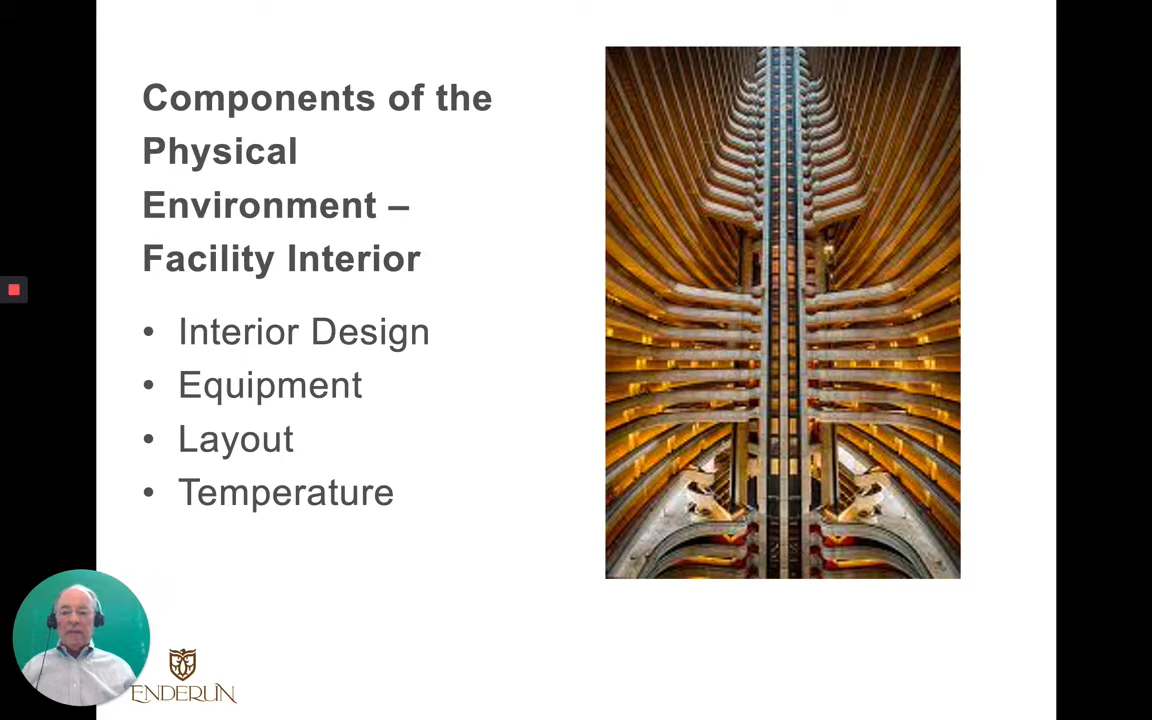 Components of the
Physical
Environment –
Facility Interior
• Interior Design
• Equipment
• Layout
• Temperature
ENDERUN